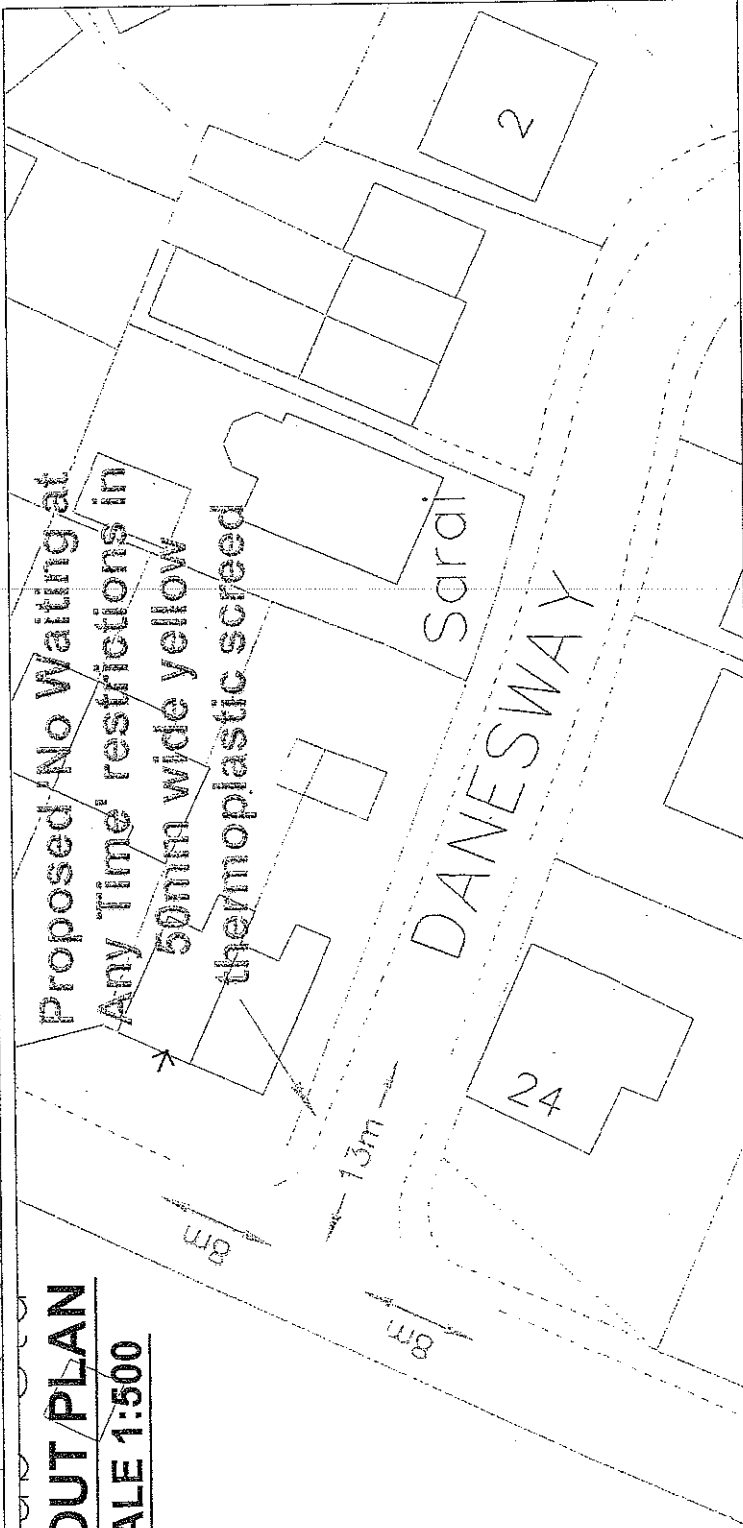 OUT PLAN
ALE 1:500
Proposed 'No Waiting at
Any Time' restrictions in
50mm wide yellow
thermoplastic screed
2
Sarai
DANESWAY
24
13m
8m
8m